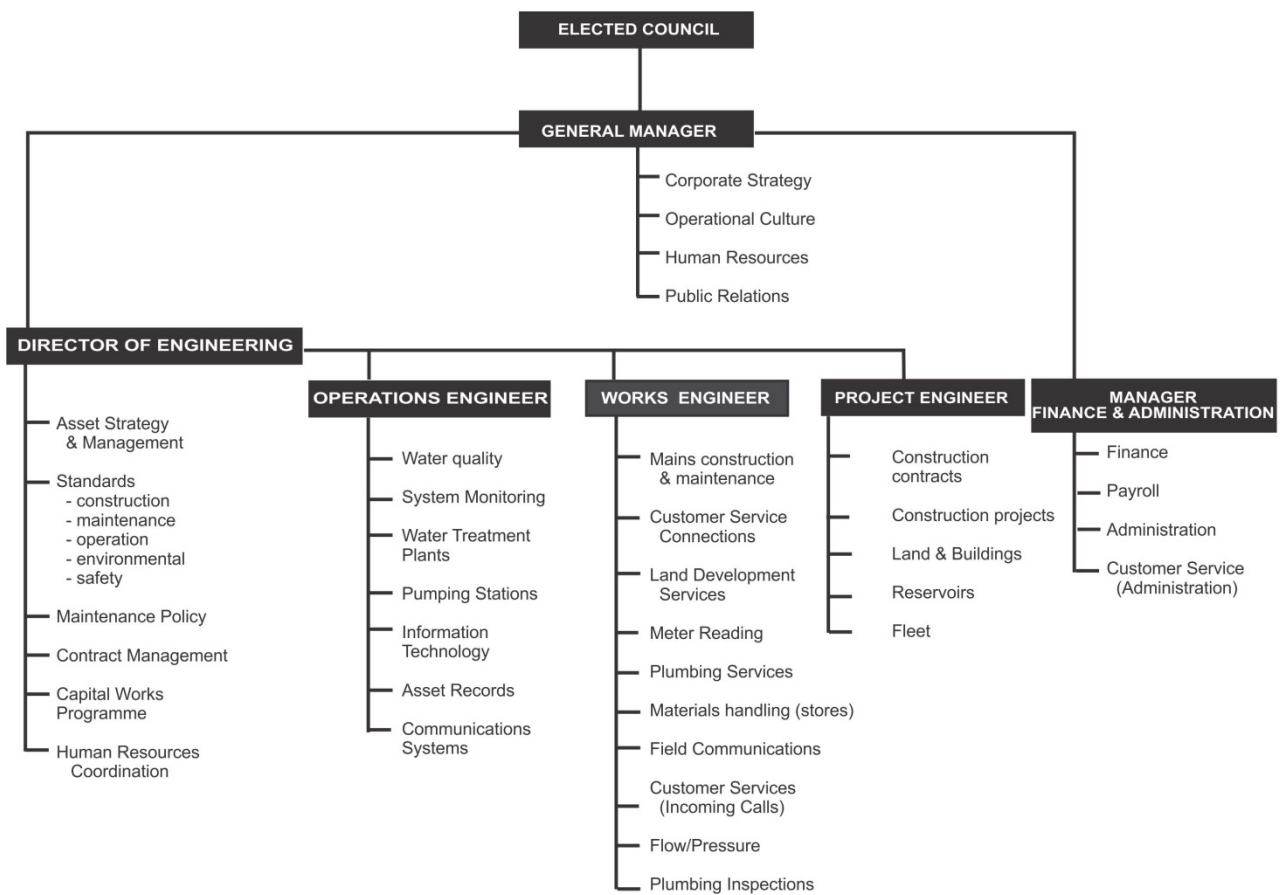 ELECTED COUNCIL
GENERAL MANAGER
Corporate Strategy
Operational Culture
Human Resources
Public Relations
DIRECTOR OF ENGINEERING
Asset Strategy
& Management
Standards
- construction
- maintenance
- operation
- environmental
- safety
Maintenance Policy
Contract Management
Capital Works
Programme
Human Resources
Coordination
OPERATIONS ENGINEER
Water quality
System Monitoring
Water Treatment
Plants
Pumping Stations
Information
Technology
Asset Records
Communications
Systems
WORKS ENGINEER
Mains construction
& maintenance
Customer Service
Connections
Land Development
Services
Meter Reading
Plumbing Services
Materials handling (stores)
Field Communications
Customer Services
(Incoming Calls)
Flow/Pressure
Plumbing Inspections
PROJECT ENGINEER
Construction
contracts
Construction projects
Land & Buildings
Reservoirs
Fleet
MANAGER
FINANCE & ADMINISTRATION
Finance
Payroll
Administration
Customer Service
(Administration)